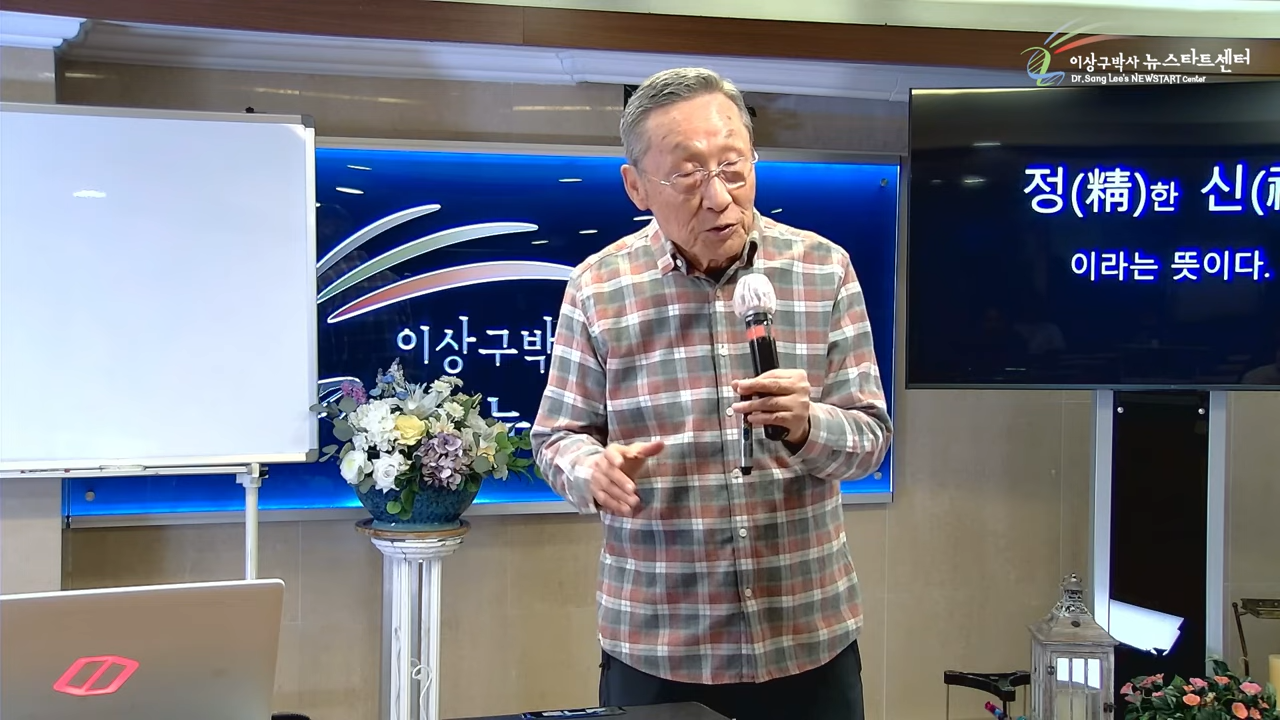 이상구박사 뉴스타트센터
Dr. Sang Lee's NEWSTART Center
정(精)한 신(
이라는 뜻이다.
이상구박
뉴